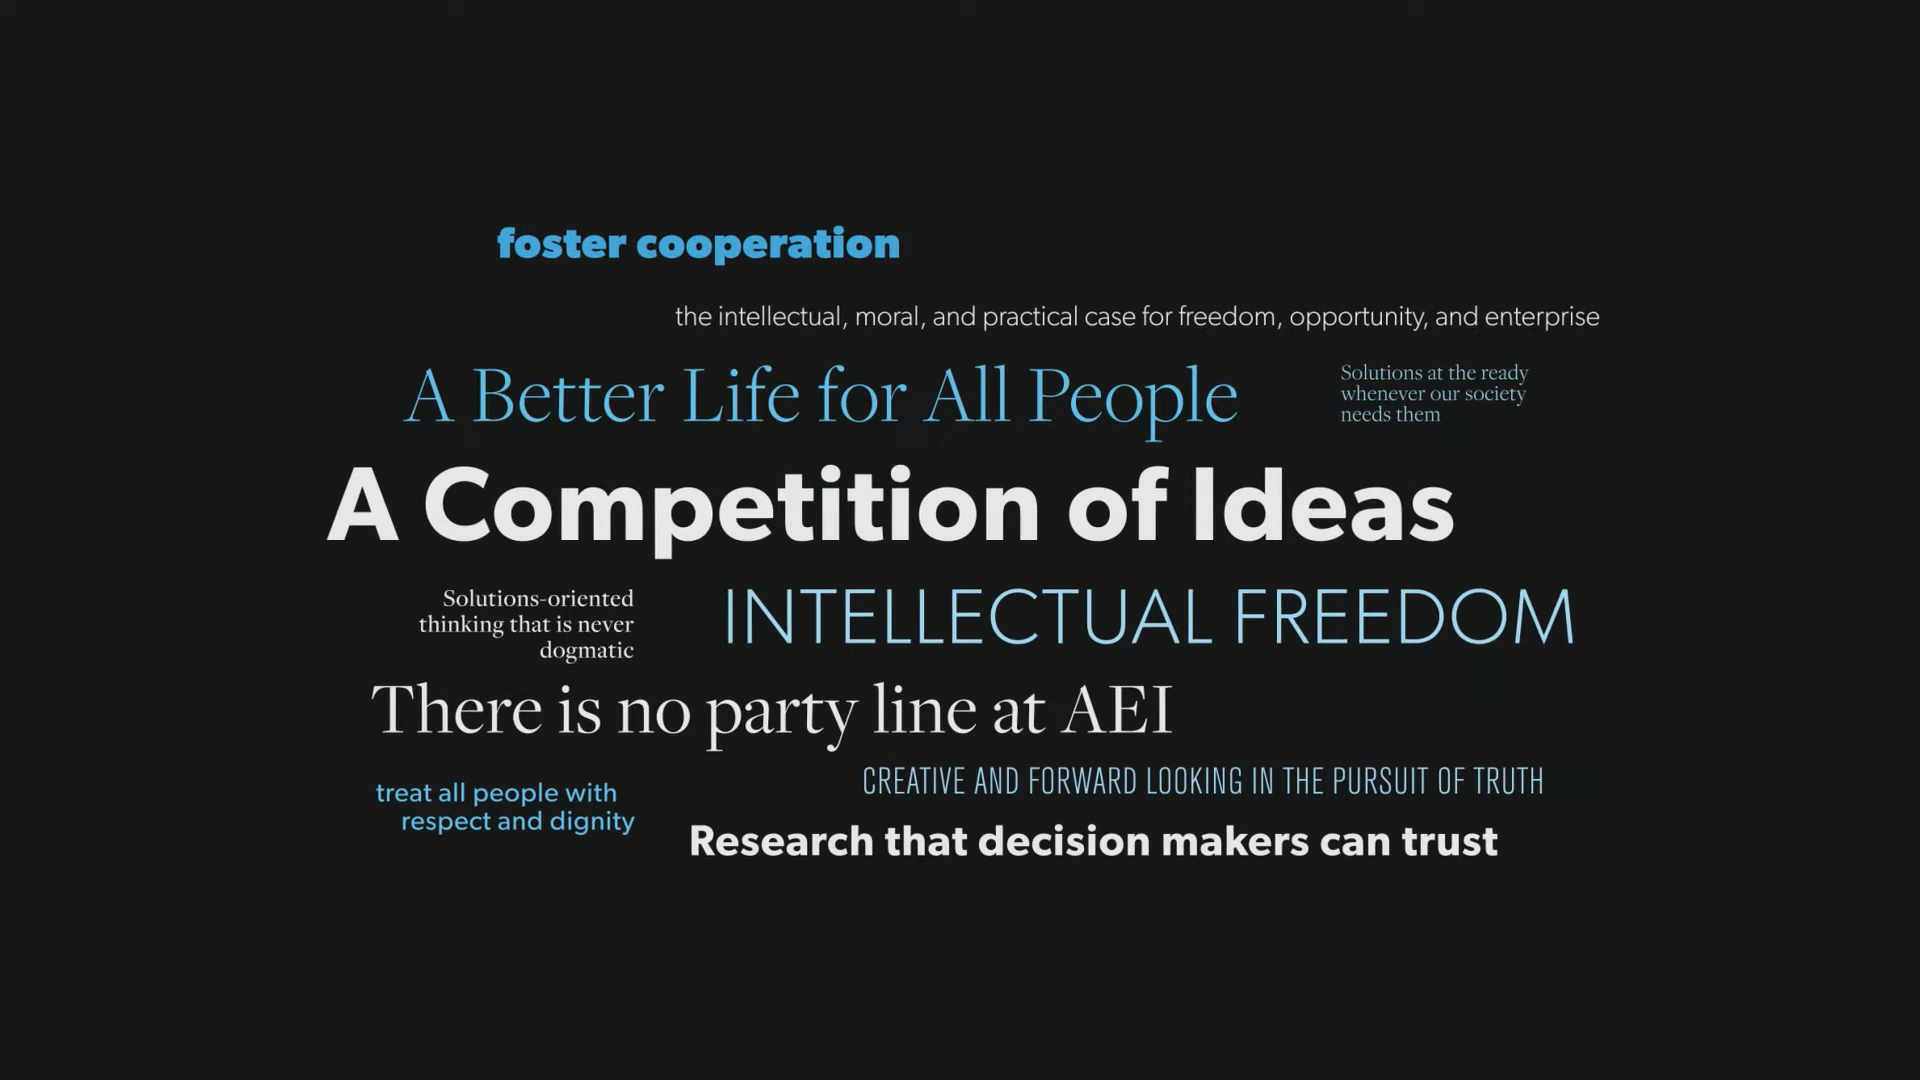 foster cooperation
the intellectual, moral, and practical case for freedom, opportunity, and enterprise
A Better Life for All People
Solutions at the ready
whenever our society
needs them
A Competition of Ideas
Solutions-oriented
thinking that is never
dogmatic
INTELLECTUAL FREEDOM
There is no party line at AEI
CREATIVE AND FORWARD LOOKING IN THE PURSUIT OF TRUTH
treat all people with
respect and dignity
Research that decision makers can trust